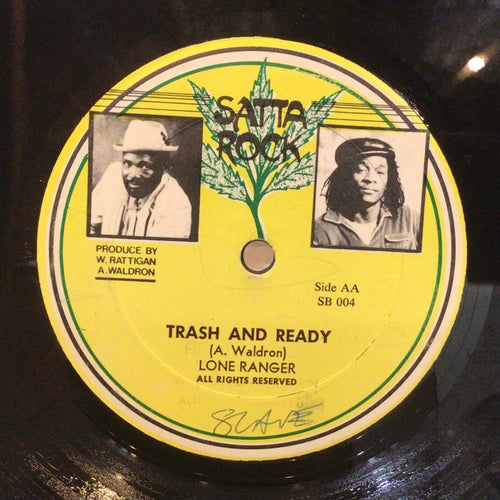 SATTA
ROCK
PRODUCE BY
W. RATTIGAN
A. WALDRON
Side AA
SB 004
TRASH AND READY
(A. Waldron)
LONE RANGER
ALL RIGHTS RESERVED
SLAVE